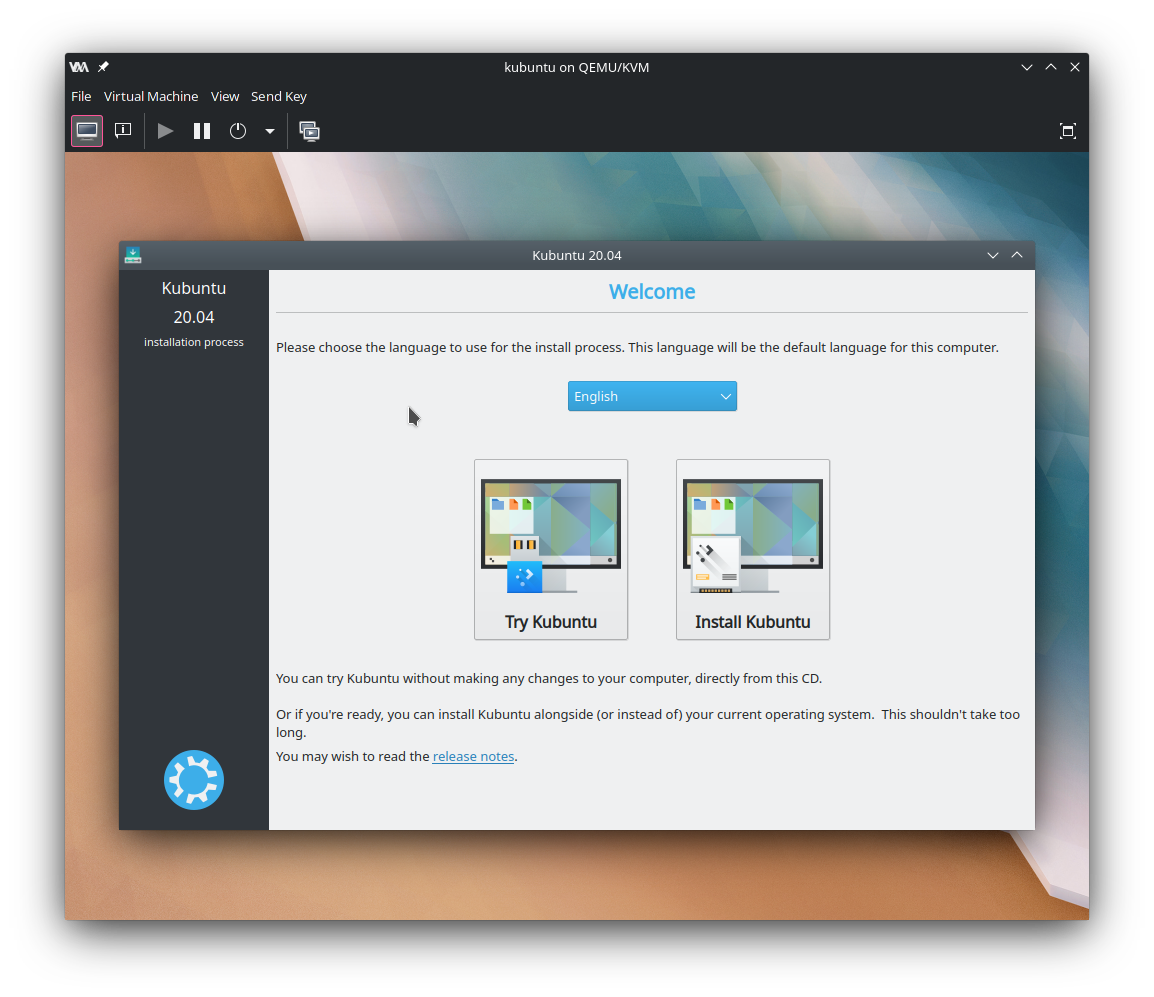 kubuntu on QEMU/KVM
File Virtual Machine View Send Key
Kubuntu 20.04
Kubuntu
20.04
installation process
Welcome
Please choose the language to use for the install process. This language will be the default language for this computer.
English
Try Kubuntu
Install Kubuntu
You can try Kubuntu without making any changes to your computer, directly from this CD.
Or if you're ready, you can install Kubuntu alongside (or instead of) your current operating system.  This shouldn't take too
long.
You may wish to read the release notes.